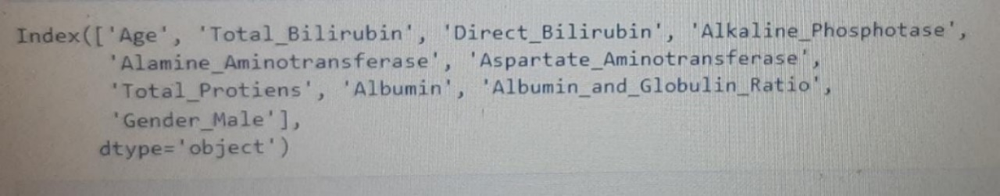 Index(['Age', 'Total_Bilirubin', 'Direct_Bilirubin', 'Alkaline_Phosphotase',
'Alamine_Aminotransferase', 'Aspartate_Aminotransferase',
'Total_Protiens', 'Albumin', 'Albumin_and_Globulin_Ratio',
'Gender_Male'],
dtype='object')